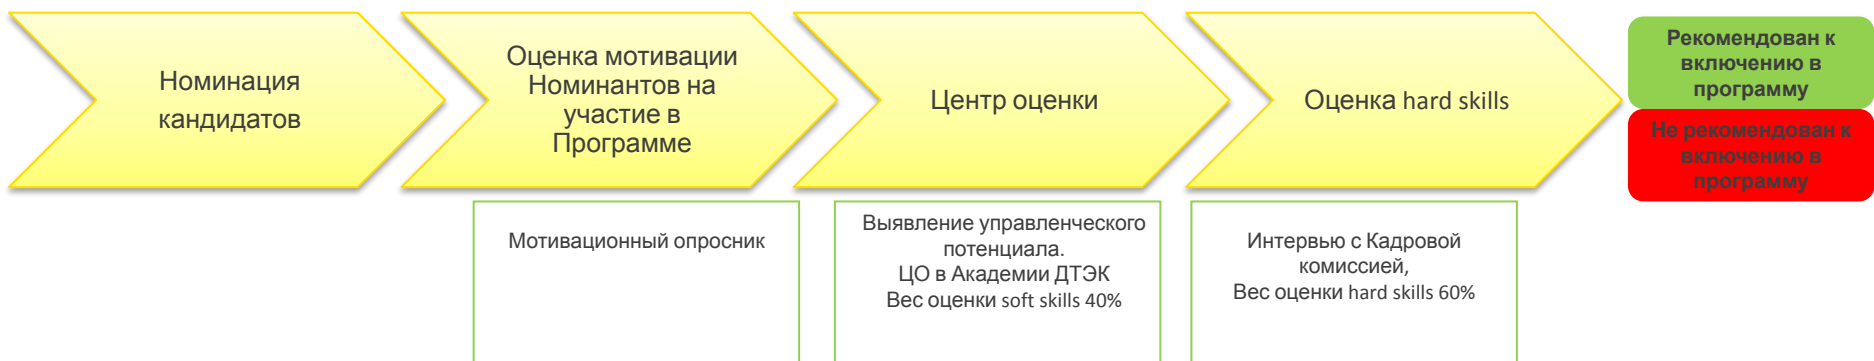 Номинация
кандидатов
Оценка мотивации
Номинантов на
участие в
Программе
Центр оценки
Оценка hard skills
Рекомендован к
включению в
программу
Не рекомендован к
включению в
программу
Мотивационный опросник
Выявление управленческого
потенциала.
ЦО в Академии ДТЭК
Вес оценки soft skills 40%
Интервью с Кадровой
комиссией,
Вес оценки hard skills 60%